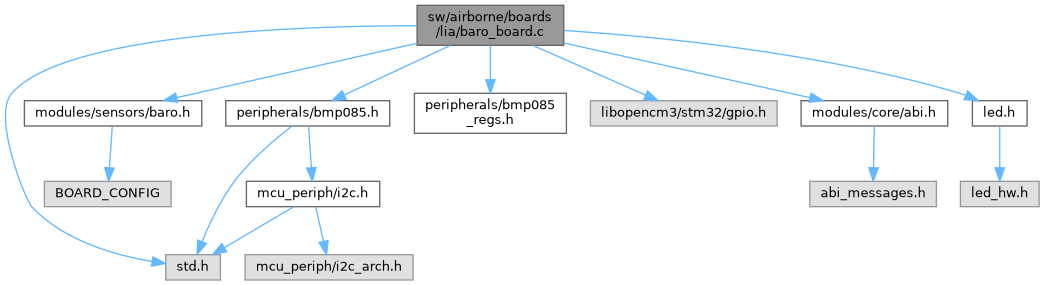 sw/airborne/boards
/lia/baro_board.c
modules/sensors/baro.h
peripherals/bmp085.h
peripherals/bmp085
_regs.h
libopencm3/stm32/gpio.h
modules/core/abi.h
led.h
BOARD_CONFIG
mcu_periph/i2c.h
abi_messages.h
led_hw.h
std.h
mcu_periph/i2c_arch.h